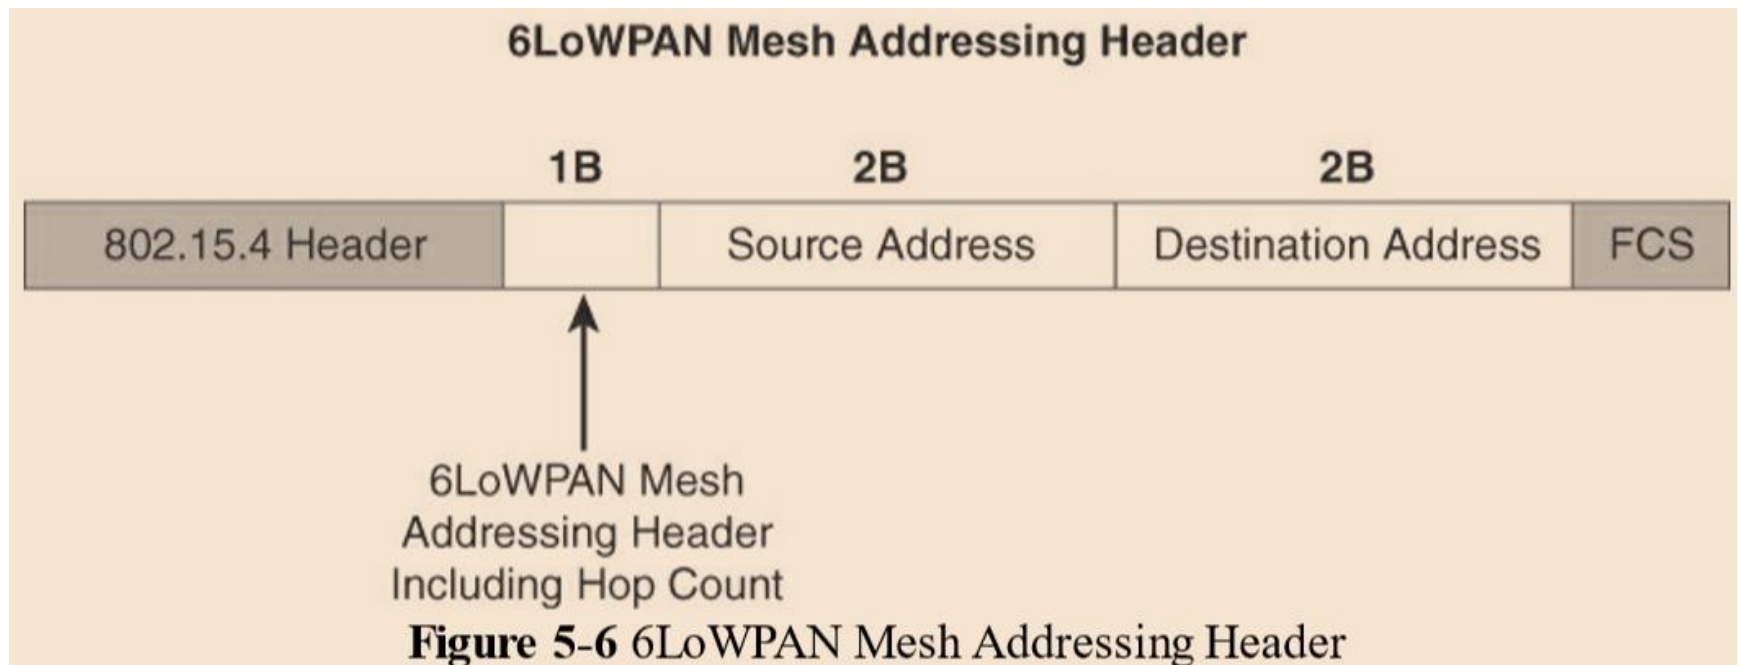 6LoWPAN Mesh Addressing Header
1B 2B 2B
802.15.4 Header Source Address Destination Address FCS
6LoWPAN Mesh
Addressing Header
Including Hop Count
Figure 5-6 6LoWPAN Mesh Addressing Header